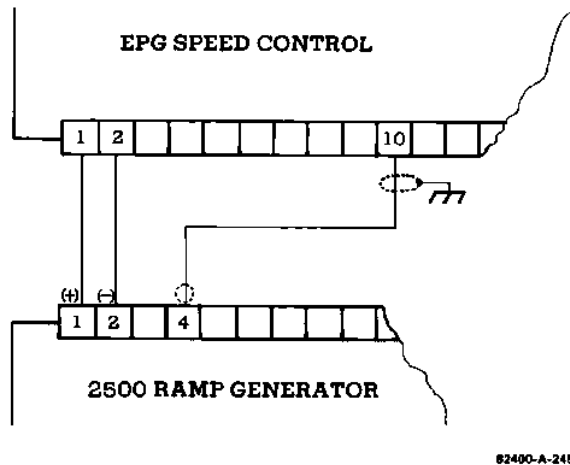 EPG SPEED CONTROL
1 2 10
(+) (−)
1 2 4
2500 RAMP GENERATOR